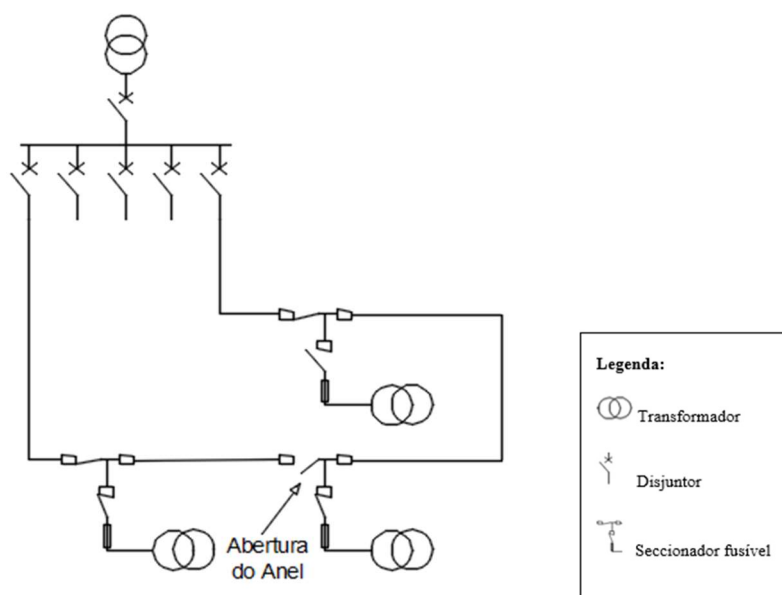 Abertura
do Anel
Legenda:
Transformador
Disjuntor
Seccionador fusível